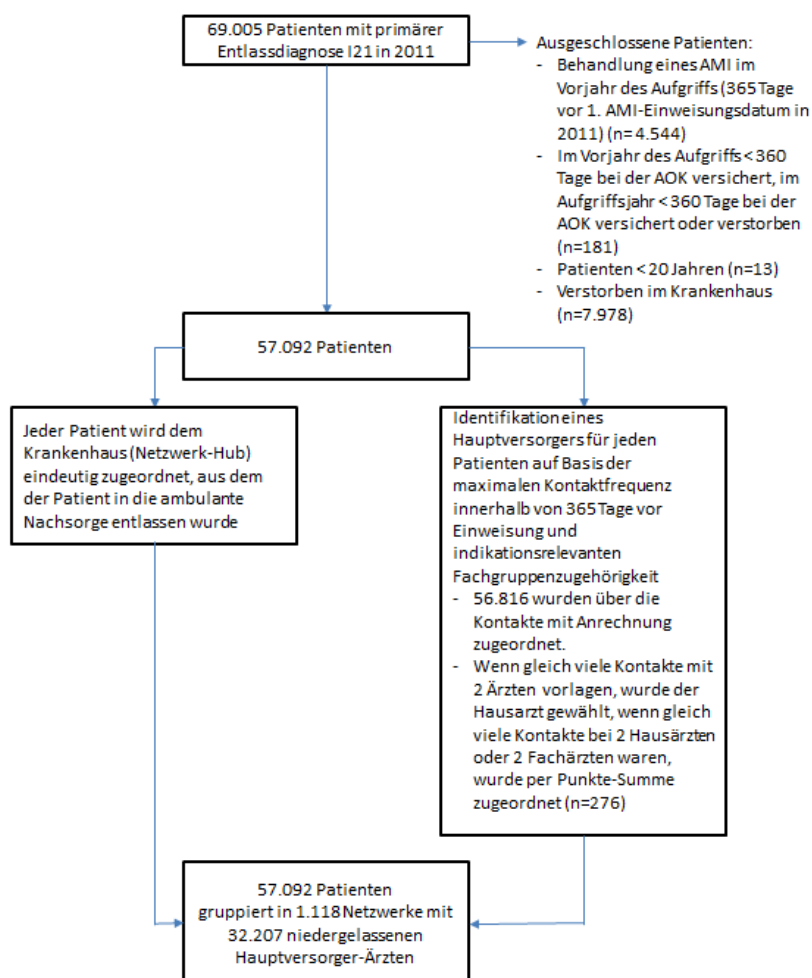 69.005 Patienten mit primärer
Entlassdiagnose I21 in 2011
Ausgeschlossene Patienten:
- Behandlung eines AMI im
Vorjahr des Aufgriffs (365 Tage
vor 1. AMI-Einweisungsdatum in
2011) (n= 4.544)
- Im Vorjahr des Aufgriffs < 360
Tage bei der AOK versichert, im
Aufgriffsjahr < 360 Tage bei der
AOK versichert oder verstorben
(n=181)
- Patienten < 20 Jahren (n=13)
- Verstorben im Krankenhaus
(n=7.978)
57.092 Patienten
Jeder Patient wird dem
Krankenhaus (Netzwerk-Hub)
eindeutig zugeordnet, aus dem
der Patient in die ambulante
Nachsorge entlassen wurde
Identifikation eines
Hauptversorgers für jeden
Patienten auf Basis der
maximalen Kontaktfrequenz
innerhalb von 365 Tage vor
Einweisung und
indikationsrelevanten
Fachgruppenzugehörigkeit
- 56.816 wurden über die
Kontakte mit Anrechnung
zugeordnet.
- Wenn gleich viele Kontakte mit
2 Ärzten vorlagen, wurde der
Hausarzt gewählt, wenn gleich
viele Kontakte bei 2 Hausärzten
oder 2 Fachärzten waren,
wurde per Punkte-Summe
zugeordnet (n=276)
57.092 Patienten
gruppiert in 1.118 Netzwerke mit
32.207 niedergelassenen
Hauptversorger-Ärzten